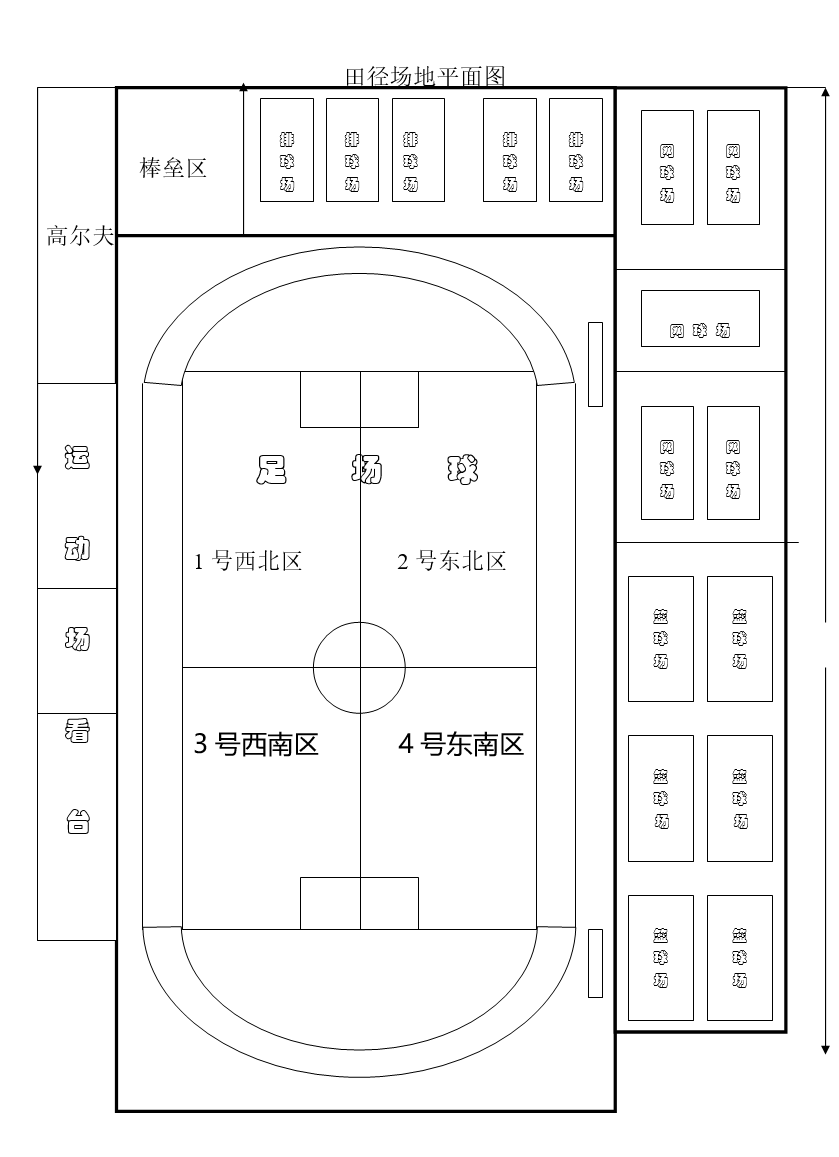 田径场地平面图
棒垒区
排球场
排球场
排球场
排球场
排球场
网球场
网球场
高尔夫
网球场
网球场
网球场
运动场看台
足场球
1号西北区
2号东北区
3号西南区
4号东南区
篮球场
篮球场
篮球场
篮球场
篮球场
篮球场